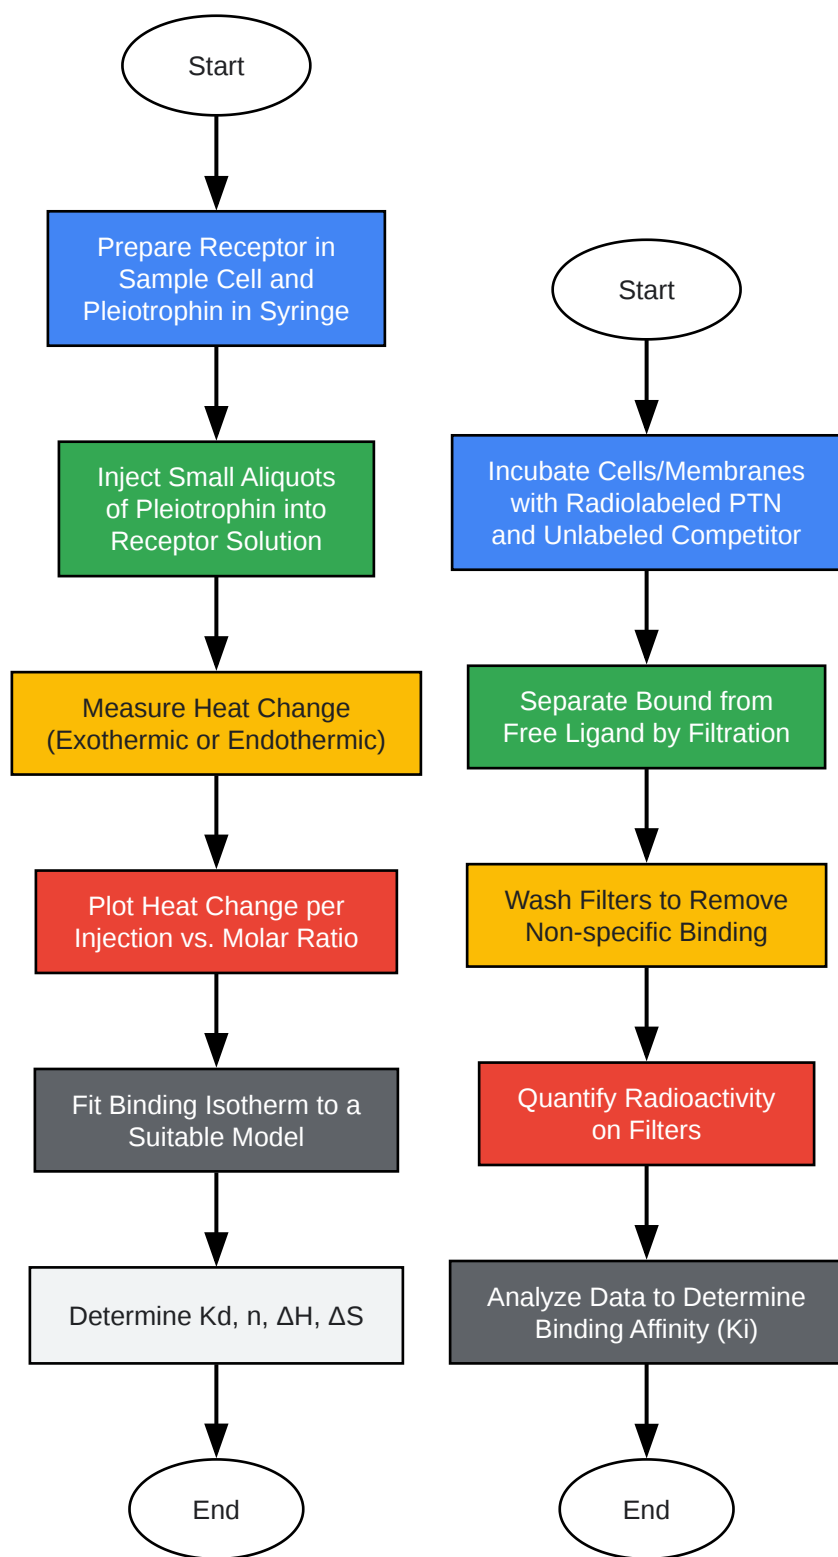 Start
Prepare Receptor in
Sample Cell and
Pleiotrophin in Syringe
Inject Small Aliquots
of Pleiotrophin into
Receptor Solution
Measure Heat Change
(Exothermic or Endothermic)
Plot Heat Change per
Injection vs. Molar Ratio
Fit Binding Isotherm to a
Suitable Model
Determine Kd, n, ΔH, ΔS
End
Start
Incubate Cells/Membranes
with Radiolabeled PTN
and Unlabeled Competitor
Separate Bound from
Free Ligand by Filtration
Wash Filters to Remove
Non-specific Binding
Quantify Radioactivity
on Filters
Analyze Data to Determine
Binding Affinity (Ki)
End